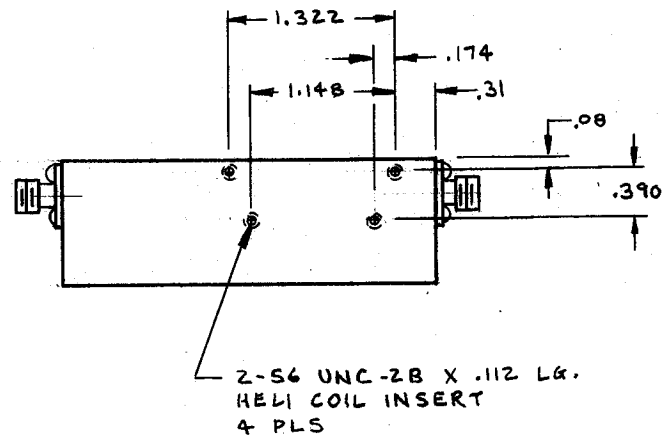 1.322
.174
1.148
.31
.08
.390
2-56 UNC-2B X .112 LG.
HELI COIL INSERT
4 PLS